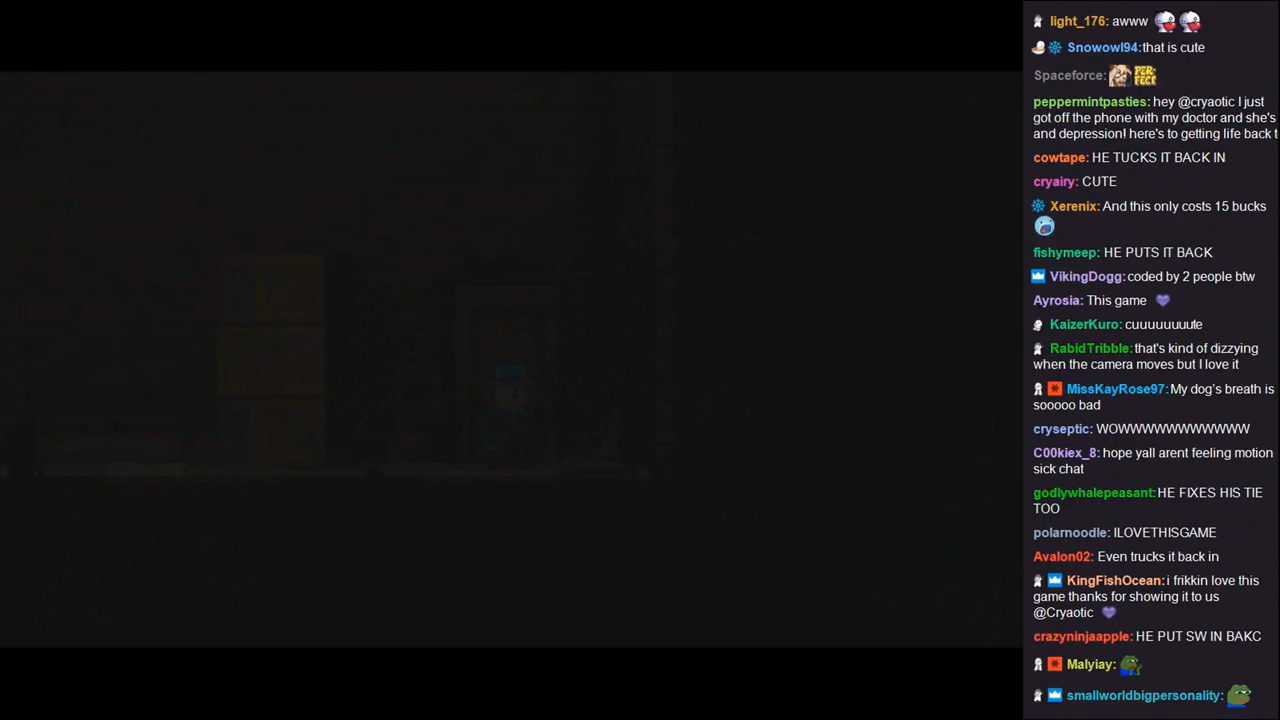 light_176: awww
Snowowl94: that is cute
Spaceforce: PER-FECT
peppermintpasties: hey @cryaotic I just
got off the phone with my doctor and she's
and depression! here's to getting life back t
cowtape: HE TUCKS IT BACK IN
cryairy: CUTE
Xerenix: And this only costs 15 bucks
fishymeep: HE PUTS IT BACK
VikingDogg: coded by 2 people btw
Ayrosia: This game
KaizerKuro: cuuuuuuuute
RabidTribble: that's kind of dizzying
when the camera moves but I love it
MissKayRose97: My dog's breath is
sooooo bad
cryseptic: WOWWWWWWWWWWWW
C00kiex_8: hope yall arent feeling motion
sick chat
godlywhalepeasant: HE FIXES HIS TIE
TOO
polarnoodle: ILOVETHISGAME
Avalon02: Even trucks it back in
KingFishOcean: i frikkin love this
game thanks for showing it to us
@Cryaotic
crazyninjaapple: HE PUT SW IN BAKC
Malyiay:
smallworldbigpersonality: